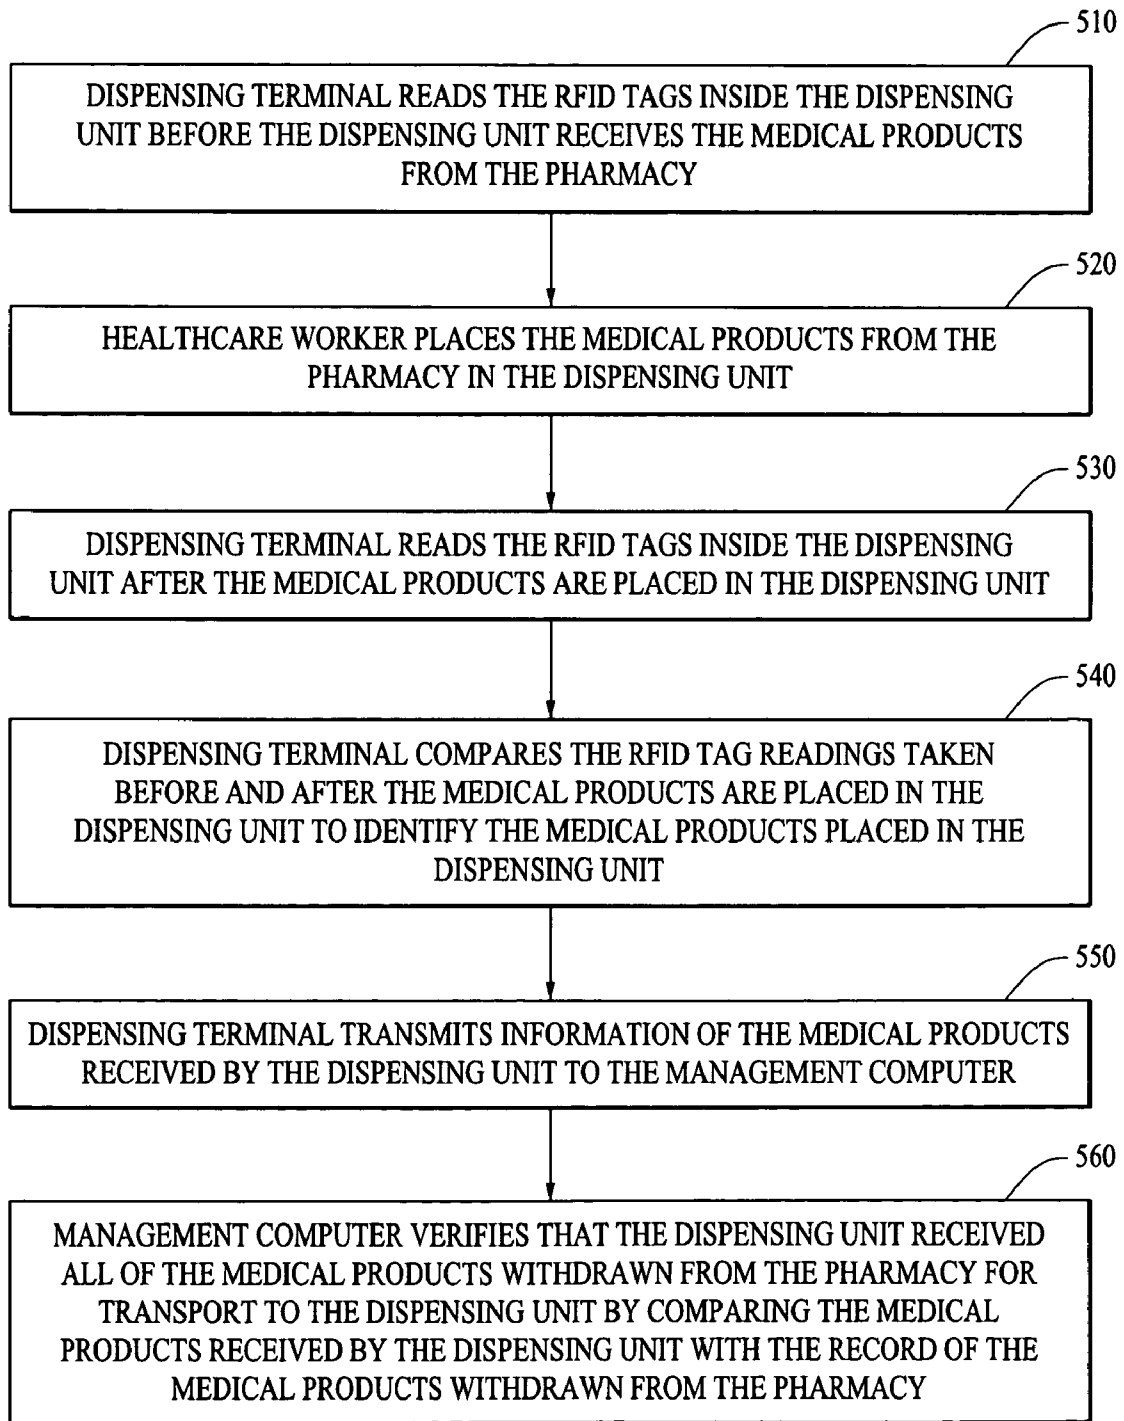 510
DISPENSING TERMINAL READS THE RFID TAGS INSIDE THE DISPENSING
UNIT BEFORE THE DISPENSING UNIT RECEIVES THE MEDICAL PRODUCTS
FROM THE PHARMACY
520
HEALTHCARE WORKER PLACES THE MEDICAL PRODUCTS FROM THE
PHARMACY IN THE DISPENSING UNIT
530
DISPENSING TERMINAL READS THE RFID TAGS INSIDE THE DISPENSING
UNIT AFTER THE MEDICAL PRODUCTS ARE PLACED IN THE DISPENSING UNIT
540
DISPENSING TERMINAL COMPARES THE RFID TAG READINGS TAKEN
BEFORE AND AFTER THE MEDICAL PRODUCTS ARE PLACED IN THE
DISPENSING UNIT TO IDENTIFY THE MEDICAL PRODUCTS PLACED IN THE
DISPENSING UNIT
550
DISPENSING TERMINAL TRANSMITS INFORMATION OF THE MEDICAL PRODUCTS
RECEIVED BY THE DISPENSING UNIT TO THE MANAGEMENT COMPUTER
560
MANAGEMENT COMPUTER VERIFIES THAT THE DISPENSING UNIT RECEIVED
ALL OF THE MEDICAL PRODUCTS WITHDRAWN FROM THE PHARMACY FOR
TRANSPORT TO THE DISPENSING UNIT BY COMPARING THE MEDICAL
PRODUCTS RECEIVED BY THE DISPENSING UNIT WITH THE RECORD OF THE
MEDICAL PRODUCTS WITHDRAWN FROM THE PHARMACY